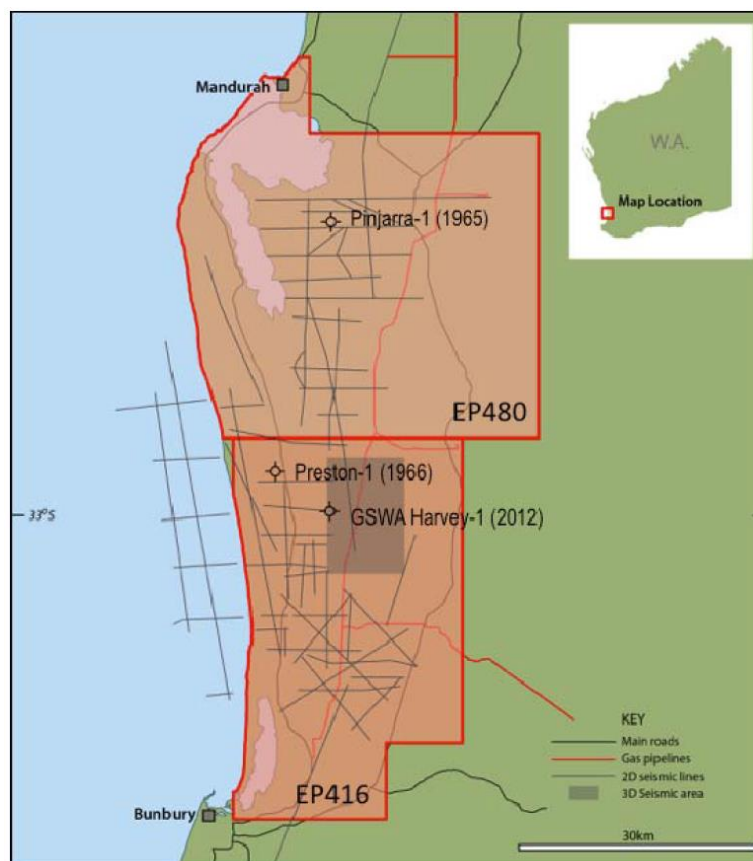 Mandurah
W.A.
Map Location
Pinjarra-1 (1965)
EP480
Preston-1 (1966)
33°S
GSWA Harvey-1 (2012)
KEY
Main roads
Gas pipelines
2D seismic lines
3D Seismic area
EP416
Bunbury
30km